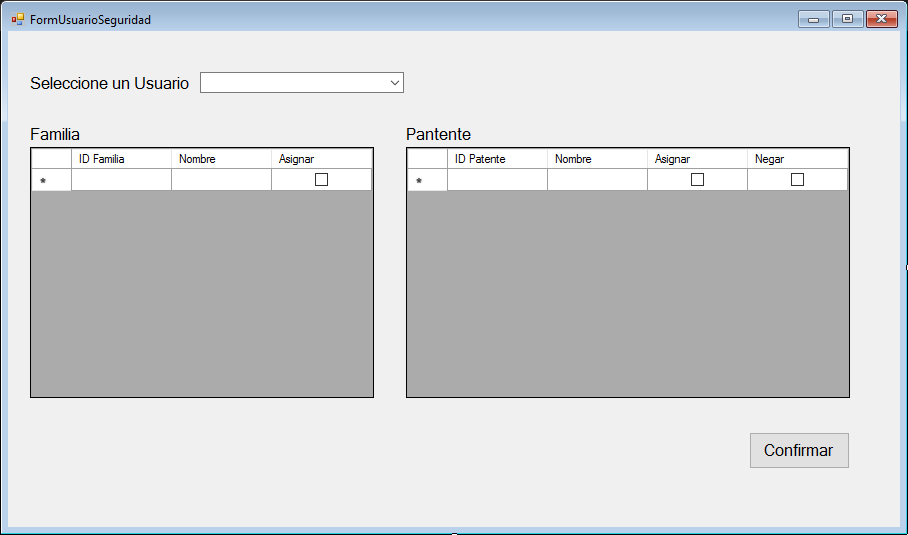 FormUsuarioSeguridad
Seleccione un Usuario
Familia
ID Familia Nombre Asignar
*
Pantente
ID Patente Nombre Asignar Negar
*
Confirmar